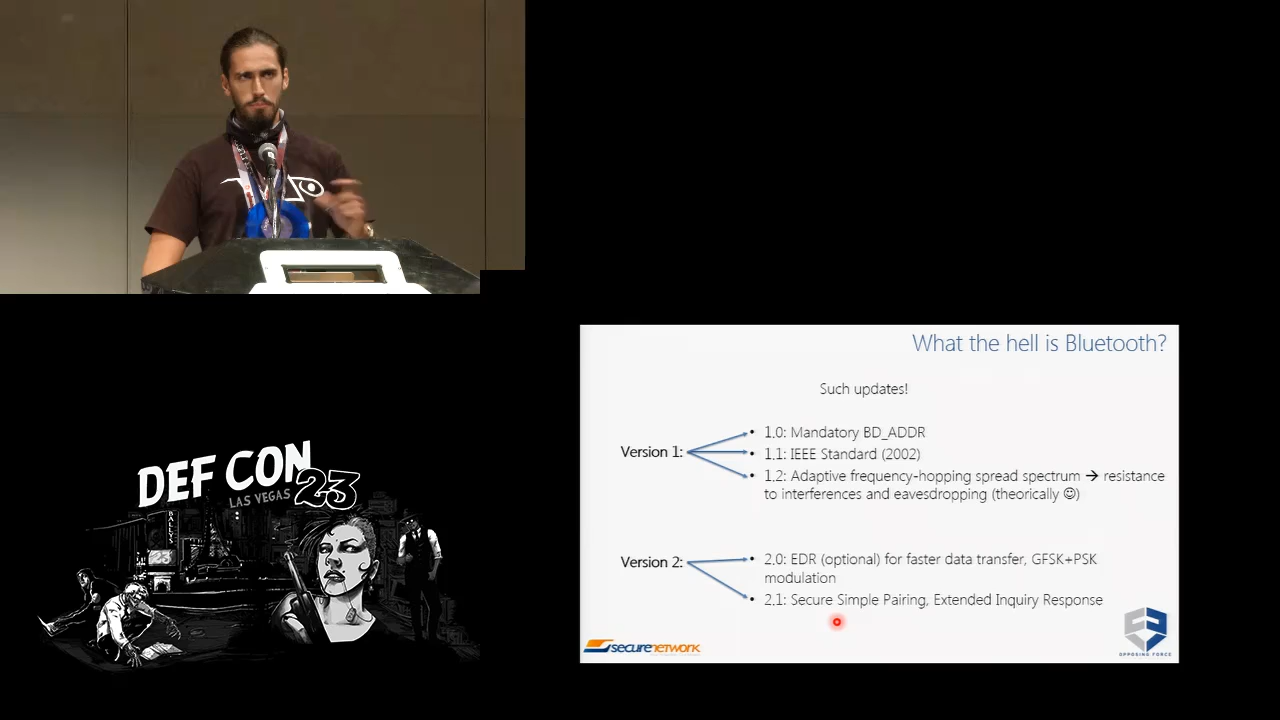 What the hell is Bluetooth?
Such updates!
Version 1:
• 1,0: Mandatory BD_ADDR
• 1,1: IEEE Standard (2002)
• 1,2: Adaptive frequency-hopping spread spectrum → resistance
to interferences and eavesdropping (theorically ☺)
Version 2:
• 2,0: EDR (optional) for faster data transfer, GFSK+PSK
modulation
• 2,1: Secure Simple Pairing, Extended Inquiry Response
securenetwork
OPPOSING FORCE
DEF CON 23
LAS VEGAS
BALLYS